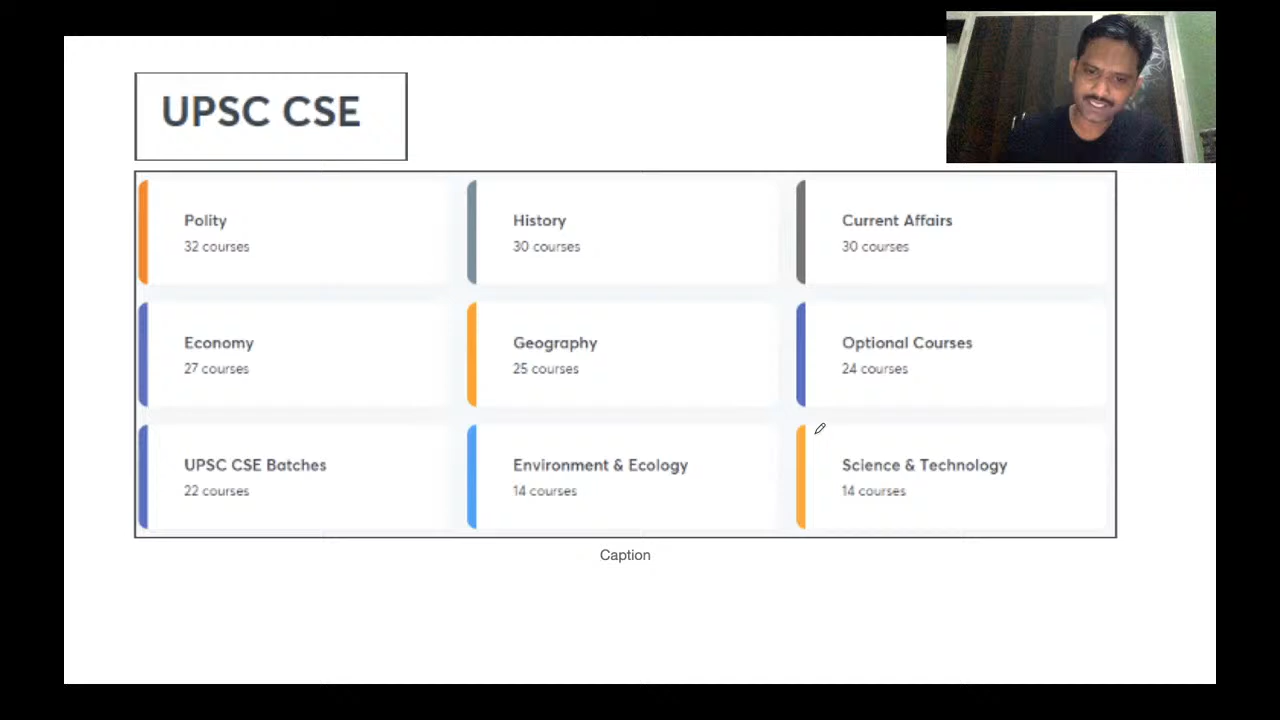 UPSC CSE
Polity
32 courses
History
30 courses
Current Affairs
30 courses
Economy
27 courses
Geography
25 courses
Optional Courses
24 courses
UPSC CSE Batches
22 courses
Environment & Ecology
14 courses
Science & Technology
14 courses
Caption